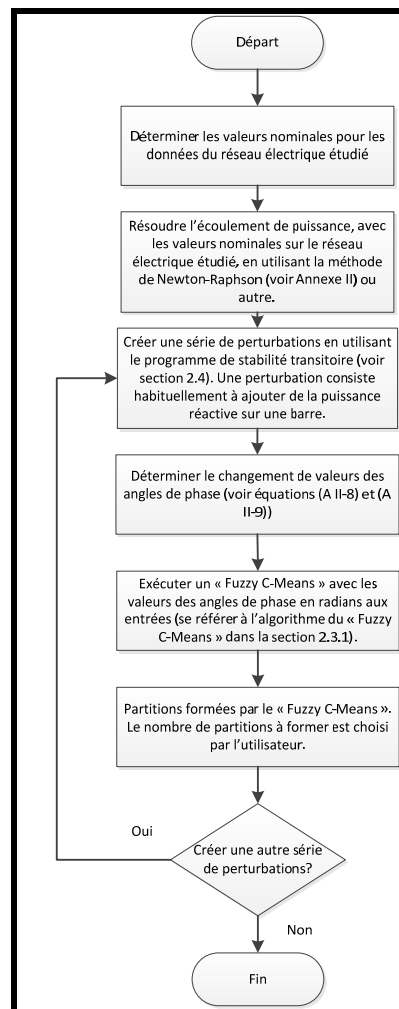 Départ
Déterminer les valeurs nominales pour les
données du réseau électrique étudié
Résoudre l'écoulement de puissance, avec
les valeurs nominales sur le réseau
électrique étudié, en utilisant la méthode
de Newton-Raphson (voir Annexe II) ou
autre.
Créer une série de perturbations en utilisant
le programme de stabilité transitoire (voir
section 2.4). Une perturbation consiste
habituellement à ajouter de la puissance
réactive sur une barre.
Déterminer le changement de valeurs des
angles de phase (voir équations (A II-8) et (A
II-9))
Exécuter un « Fuzzy C-Means » avec les
valeurs des angles de phase en radians aux
entrées (se référer à l'algorithme du « Fuzzy
C-Means » dans la section 2.3.1).
Partitions formées par le « Fuzzy C-Means ».
Le nombre de partitions à former est choisi
par l'utilisateur.
Oui
Créer une autre série
de perturbations?
Non
Fin